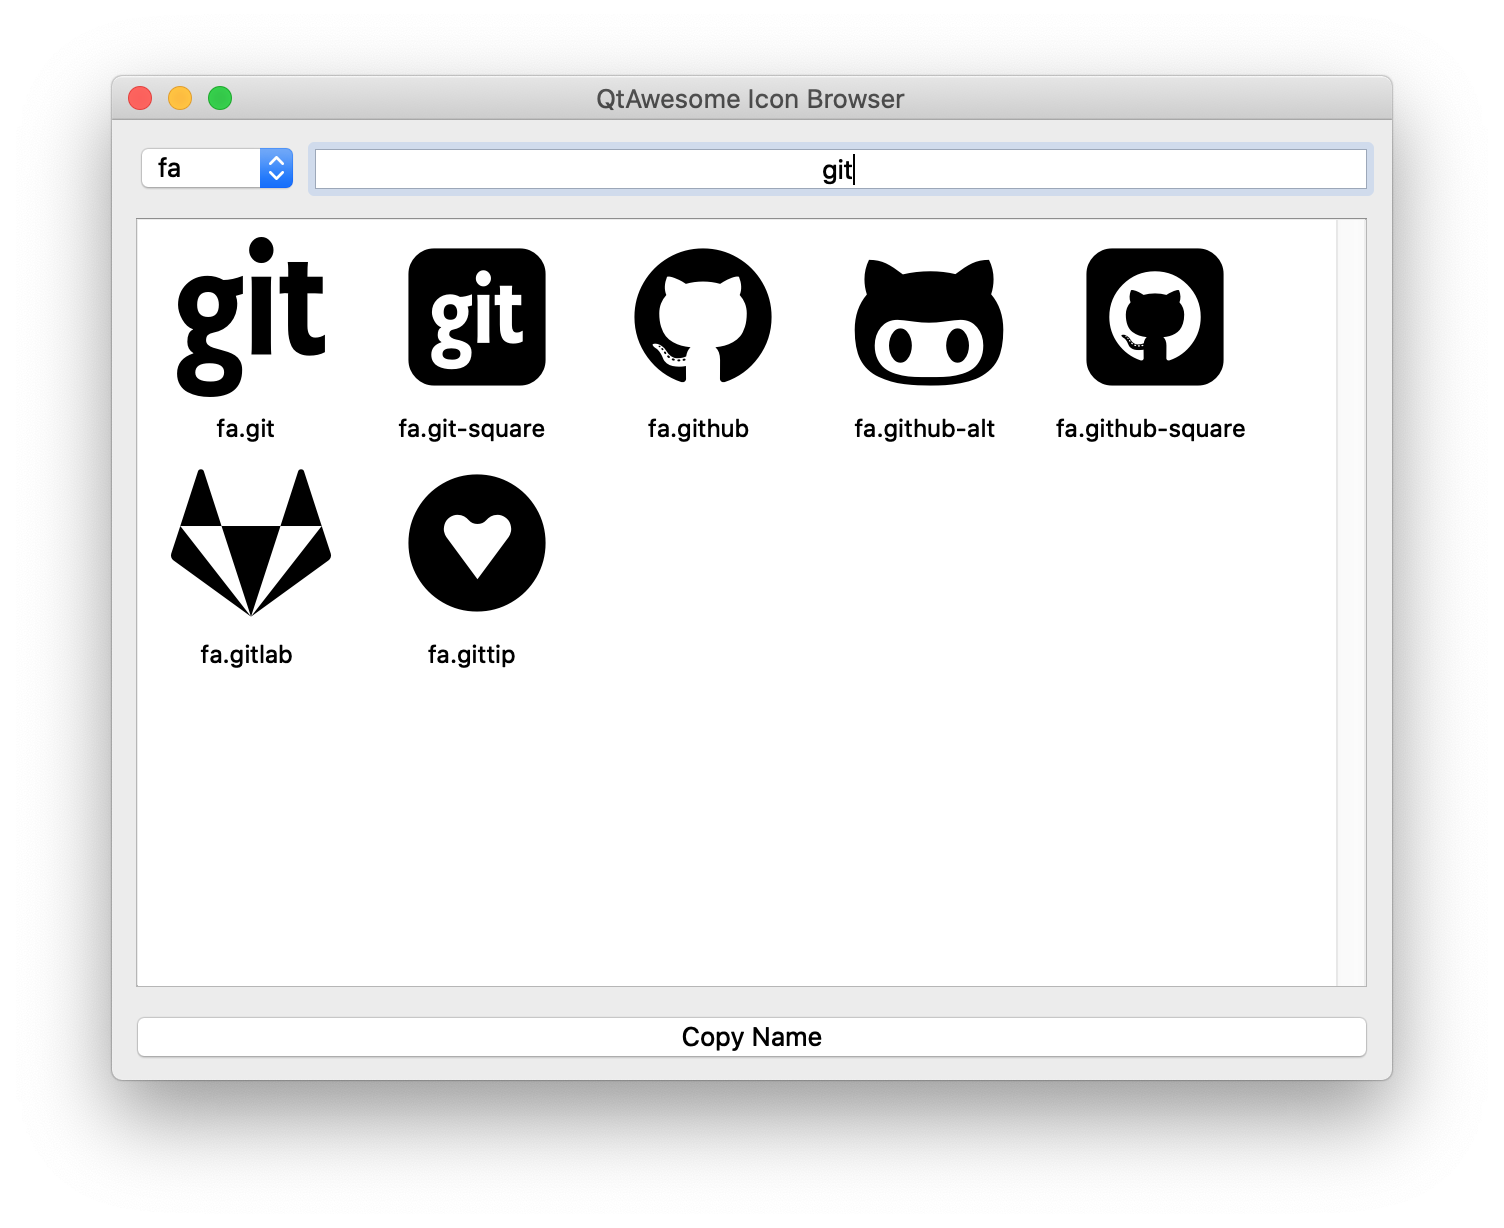 QtAwesome Icon Browser
fa
git
git
git
fa.git
fa.git-square
fa.github
fa.github-alt
fa.github-square
fa.gitlab
fa.gittip
Copy Name